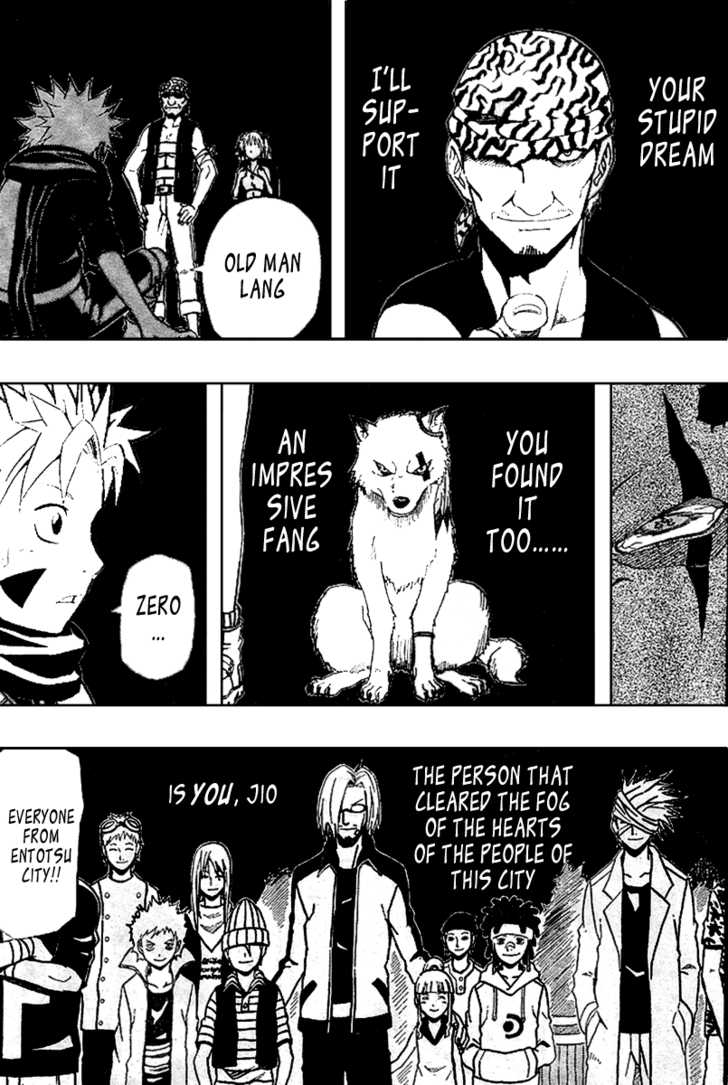 YOUR
STUPID
DREAM
I'LL
SUP-
PORT
IT
OLD MAN
LANG
YOU
FOUND
IT
TOO......
AN
IMPRES
SIVE
FANG
ZERO
...
THE PERSON THAT
CLEARED THE FOG
OF THE HEARTS
OF THE PEOPLE OF
THIS CITY
IS YOU, JIO
EVERYONE
FROM
ENTOTSU
CITY!!